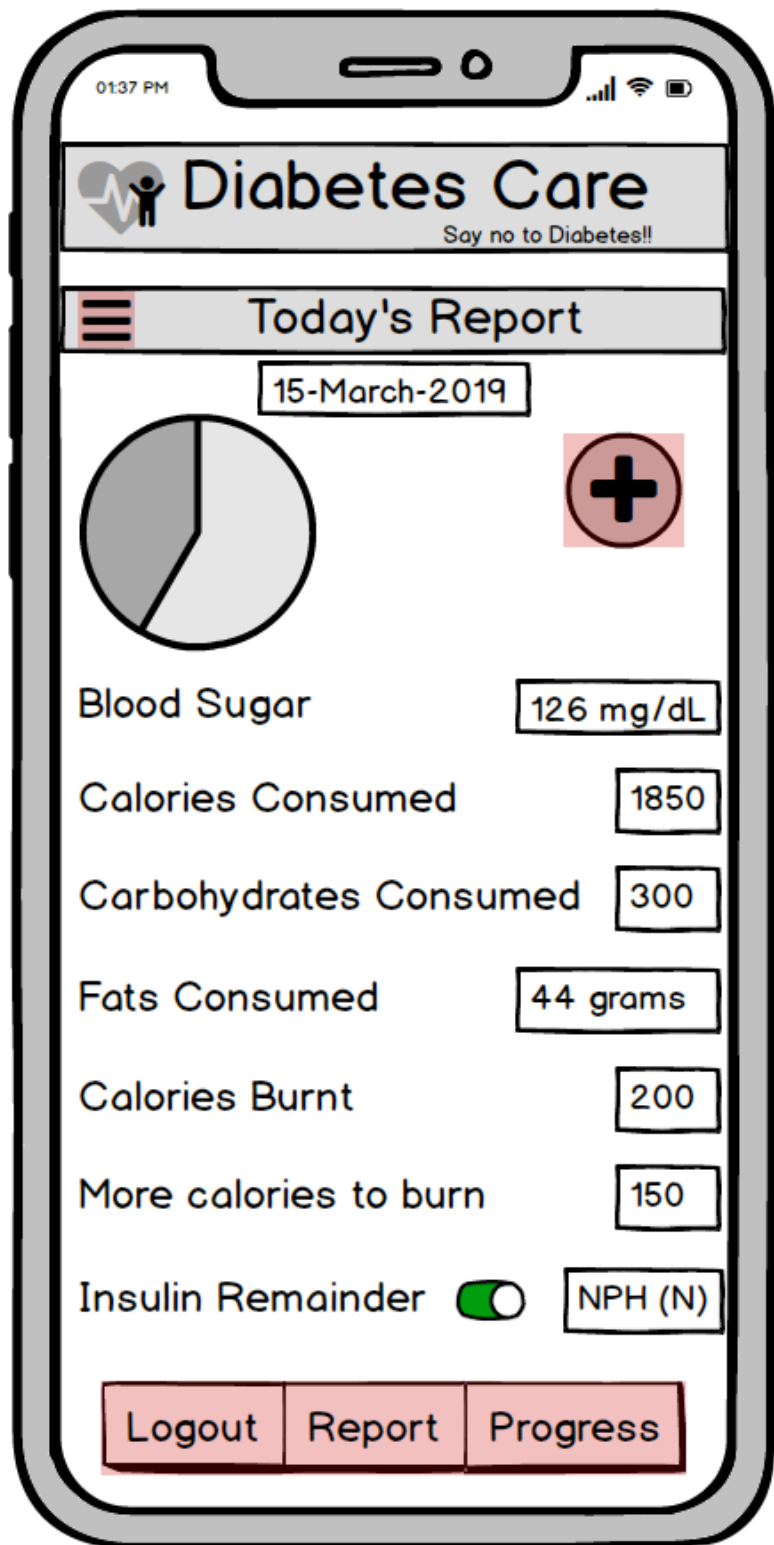 01:37 PM
Diabetes Care
Say no to Diabetes!!
Today's Report
15-March-2019
Blood Sugar 126 mg/dL
Calories Consumed 1850
Carbohydrates Consumed 300
Fats Consumed 44 grams
Calories Burnt 200
More calories to burn 150
Insulin Remainder NPH (N)
Logout Report Progress